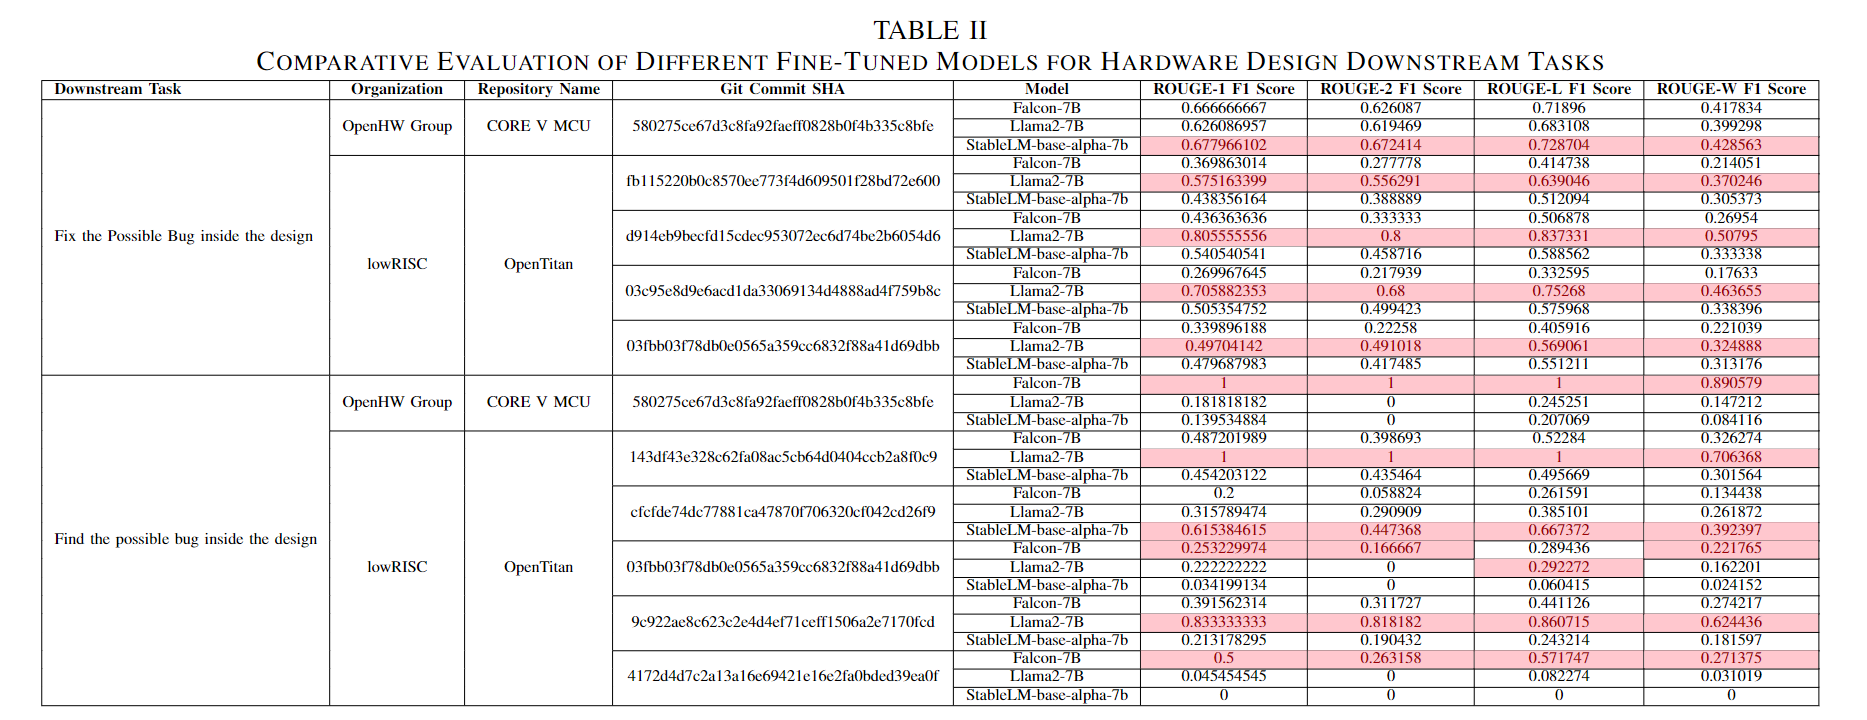 TABLE II
COMPARATIVE EVALUATION OF DIFFERENT FINE-TUNED MODELS FOR HARDWARE DESIGN DOWNSTREAM TASKS
Downstream Task Organization Repository Name Git Commit SHA Model ROUGE-1 F1 Score ROUGE-2 F1 Score ROUGE-L F1 Score ROUGE-W F1 Score
Fix the Possible Bug inside the design
OpenHW Group CORE V MCU 580275ce67d3c8fa92faeff0828b0f4b335c8bfe
Falcon-7B 0.666666667 0.626087 0.71896 0.417834
Llama2-7B 0.626086957 0.619469 0.683108 0.399298
StableLM-base-alpha-7b 0.677966102 0.672414 0.728704 0.428563
lowRISC OpenTitan
fb115220b0c8570ee773f4d609501f28bd72e600
Falcon-7B 0.369863014 0.277778 0.414738 0.214051
Llama2-7B 0.575163399 0.556291 0.639046 0.370246
StableLM-base-alpha-7b 0.438356164 0.388889 0.512094 0.305373
d914eb9becfd15cdec953072ec6d74be2b6054d6
Falcon-7B 0.436363636 0.333333 0.506878 0.26954
Llama2-7B 0.805555556 0.8 0.837331 0.50795
StableLM-base-alpha-7b 0.540540541 0.458716 0.588562 0.333338
03c95e8d9e6acd1da33069134d4888ad4f759b8c
Falcon-7B 0.269967645 0.217939 0.332595 0.17633
Llama2-7B 0.705882353 0.68 0.75268 0.463655
StableLM-base-alpha-7b 0.505354752 0.499423 0.575968 0.338396
03fbb03f78db0e0565a359cc6832f88a41d69dbb
Falcon-7B 0.339896188 0.22258 0.405916 0.221039
Llama2-7B 0.49704142 0.491018 0.569061 0.324888
StableLM-base-alpha-7b 0.479687983 0.417485 0.551211 0.313176
Find the possible bug inside the design
OpenHW Group CORE V MCU 580275ce67d3c8fa92faeff0828b0f4b335c8bfe
Falcon-7B 1 1 1 0.890579
Llama2-7B 0.181818182 0 0.245251 0.147212
StableLM-base-alpha-7b 0.139534884 0 0.207069 0.084116
lowRISC OpenTitan
143df43e328c62fa08ac5cb64d0404ccb2a8f0c9
Falcon-7B 0.487201989 0.398693 0.52284 0.326274
Llama2-7B 1 1 1 0.706368
StableLM-base-alpha-7b 0.454203122 0.435464 0.495669 0.301564
cfcfde74dc77881ca47870f706320cf042cd26f9
Falcon-7B 0.2 0.058824 0.261591 0.134438
Llama2-7B 0.315789474 0.290909 0.385101 0.261872
StableLM-base-alpha-7b 0.615384615 0.447368 0.667372 0.392397
03fbb03f78db0e0565a359cc6832f88a41d69dbb
Falcon-7B 0.253229974 0.166667 0.289436 0.221765
Llama2-7B 0.222222222 0 0.292272 0.162201
StableLM-base-alpha-7b 0.034199134 0 0.060415 0.024152
9c922ae8c623c2e4d4ef71ceff1506a2e7170fcd
Falcon-7B 0.391562314 0.311727 0.441126 0.274217
Llama2-7B 0.833333333 0.818182 0.860715 0.624436
StableLM-base-alpha-7b 0.213178295 0.190432 0.243214 0.181597
4172d4d7c2a13a16e69421e16e2fa0bded39ea0f
Falcon-7B 0.5 0.263158 0.571747 0.271375
Llama2-7B 0.045454545 0 0.082274 0.031019
StableLM-base-alpha-7b 0 0 0 0